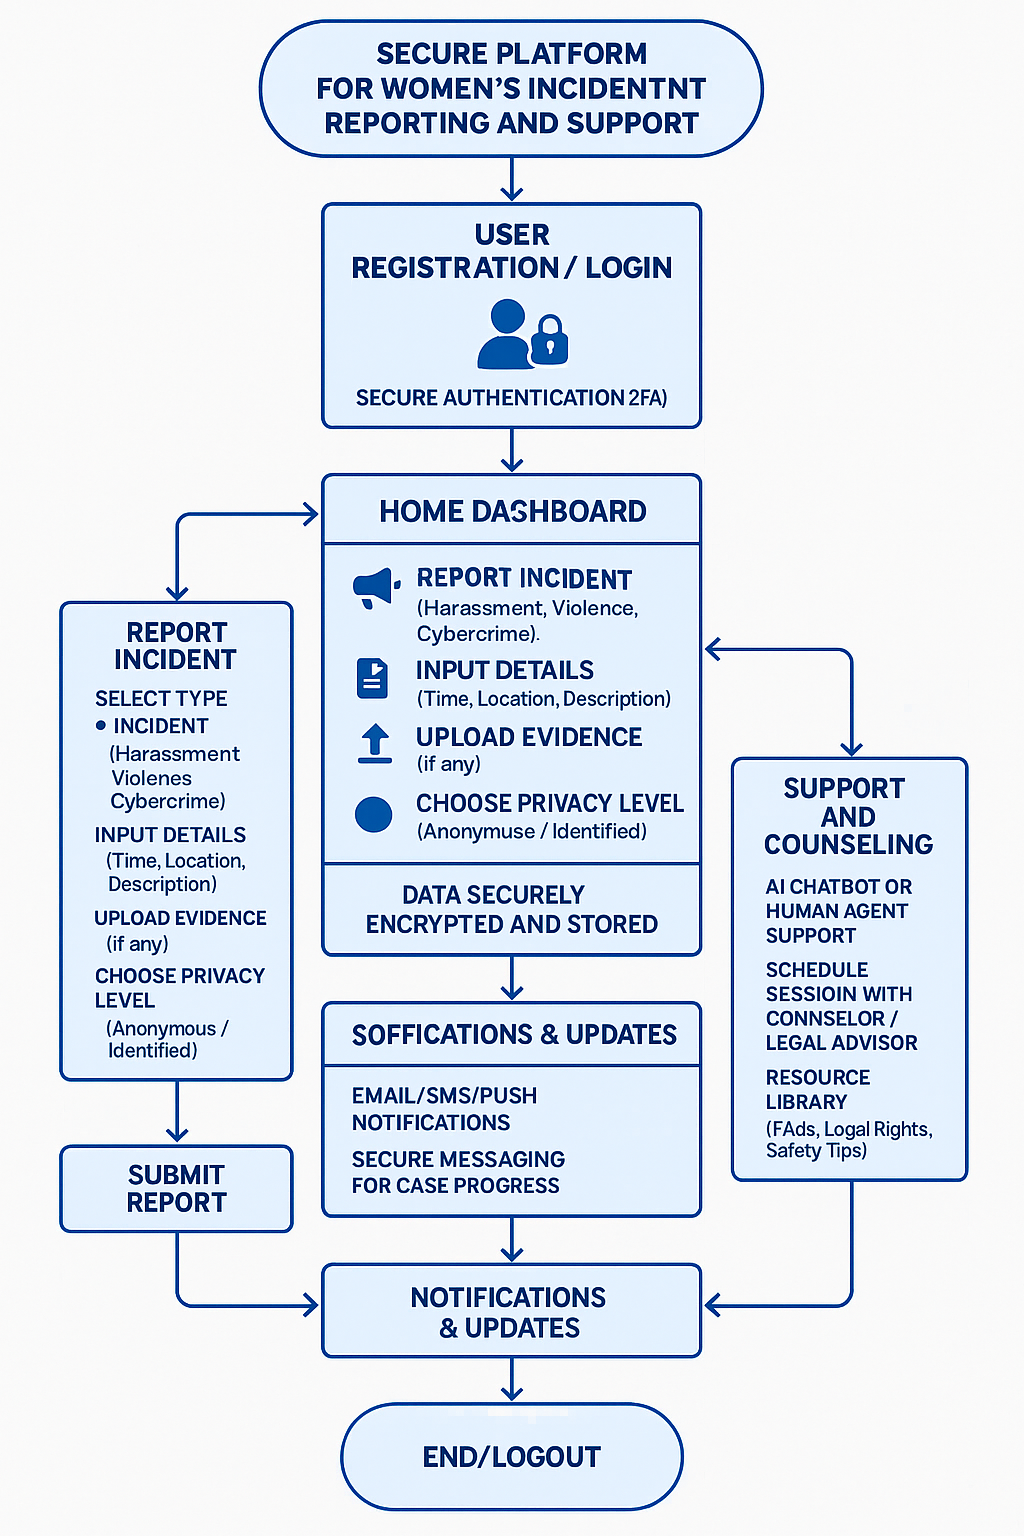 SECURE PLATFORM
FOR WOMEN'S INCIDENTNT
REPORTING AND SUPPORT
USER
REGISTRATION / LOGIN
SECURE AUTHENTICATION 2FA)
HOME DASHBOARD
REPORT INCIDENT
(Harassment, Violence,
Cybercrime).
INPUT DETAILS
(Time, Location, Description)
UPLOAD EVIDENCE
(if any)
CHOOSE PRIVACY LEVEL
(Anonymuse / Identified)
DATA SECURELY
ENCRYPTED AND STORED
REPORT
INCIDENT
SELECT TYPE
• INCIDENT
(Harassment
Violenes
Cybercrime)
INPUT DETAILS
(Time, Location,
Description)
UPLOAD EVIDENCE
(if any)
CHOOSE PRIVACY
LEVEL
(Anonymous /
Identified)
SUBMIT
REPORT
SUPPORT
AND
COUNSELING
AI CHATBOT OR
HUMAN AGENT
SUPPORT
SCHEDULE
SESSIOIN WITH
CONNSELOR /
LEGAL ADVISOR
RESOURCE
LIBRARY
(FAds, Logal Rights,
Safety Tips)
SOFFICATIONS & UPDATES
EMAIL/SMS/PUSH
NOTIFICATIONS
SECURE MESSAGING
FOR CASE PROGRESS
NOTIFICATIONS
& UPDATES
END/LOGOUT